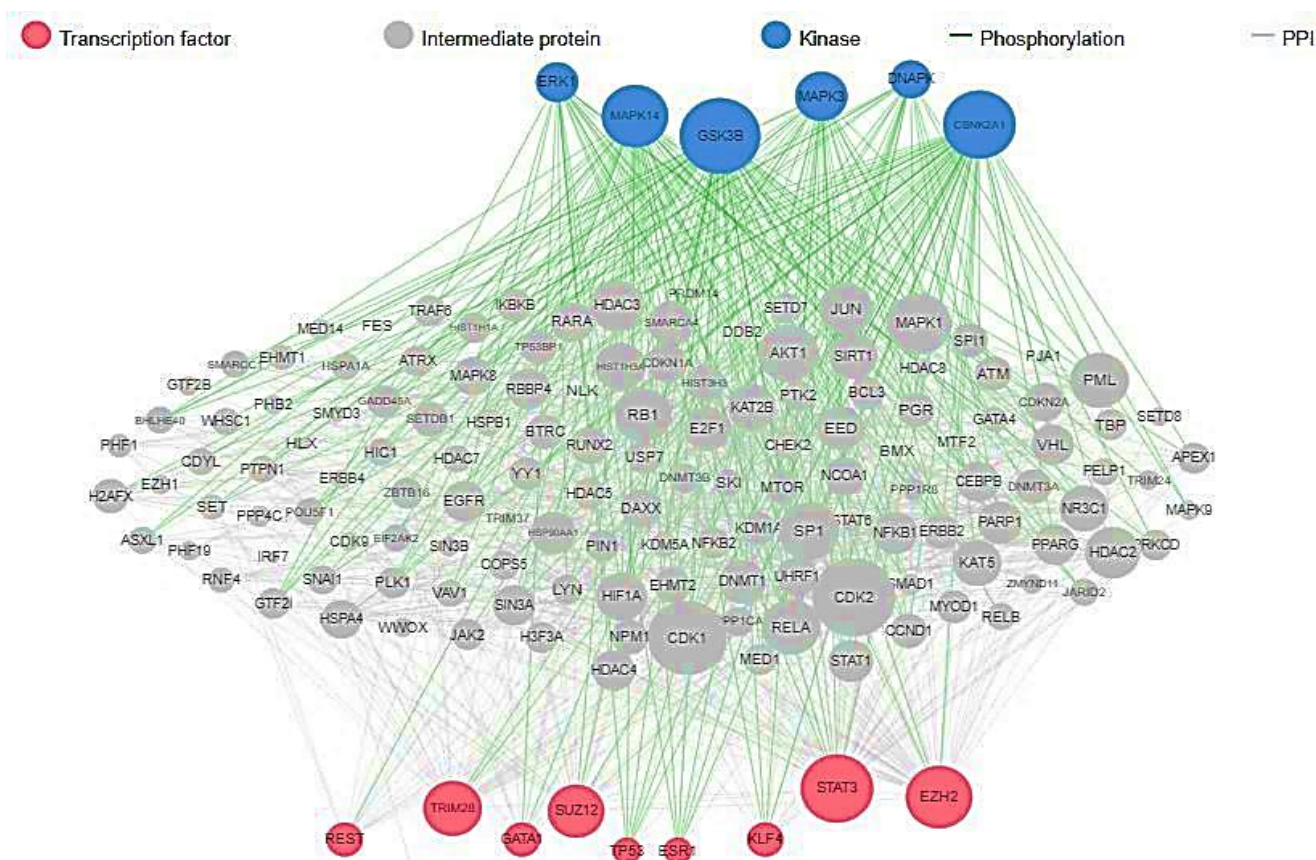 Transcription factor
Intermediate protein
Kinase
Phosphorylation
PPI
ERK1
MAPK14
GSK3B
MAPK3
DNAPK
CSNK2A1
TRAF6
IKBKB
HDAC3
PRDM14
SETD7
JUN
MAPK1
MED14
FES
HIST1H1A
RARA
SMARCA4
DDB2
SPI1
SMARCC1
EHMT1
HSPA1A
ATRX
TP53BP1
HIST1H3A
CDKN1A
AKT1
SIRT1
HDAC8
ATM
PJA1
PML
GTF2B
MAPK8
RBBP4
NLK
HIST3H3
PTK2
BCL3
CDKN2A
BHLHE40
WHSC1
PHB2
SMYD3
GADD45A
SETDB1
HSPB1
RB1
KAT2B
PGR
GATA4
TBP
SETD8
PHF1
HLX
BTRC
E2F1
EED
MTF2
VHL
CDYL
PTPN1
HIC1
HDAC7
RUNX2
USP7
CHEK2
BMX
APEX1
H2AFX
EZH1
ERBB4
ZBTB16
EGFR
YY1
HDAC5
DNMT3B
SKI
MTOR
NCOA1
PPP1R8
CEBPB
DNMT3A
PELP1
TRIM24
SET
PPP4C
POU5F1
TRIM37
DAXX
NR3C1
MAPK9
ASXL1
PHF19
IRF7
CDK9
EIF2AK2
SIN3B
HSP90AA1
PIN1
KDM5A
NFKB2
KDM1A
SP1
STAT6
NFKB1
ERBB2
PARP1
PPARG
HDAC2
PRKCD
RNF4
SNAI1
PLK1
COPS5
LYN
EHMT2
DNMT1
UHRF1
SMAD1
KAT5
ZMYND11
JARID2
GTF2I
HSPA4
WWOX
VAV1
SIN3A
HIF1A
CDK2
MYOD1
RELB
JAK2
H3F3A
NPM1
CDK1
PP1CA
RELA
CCND1
HDAC4
MED1
STAT1
REST
TRIM28
GATA1
SUZ12
TP53
ESR1
KLF4
STAT3
EZH2